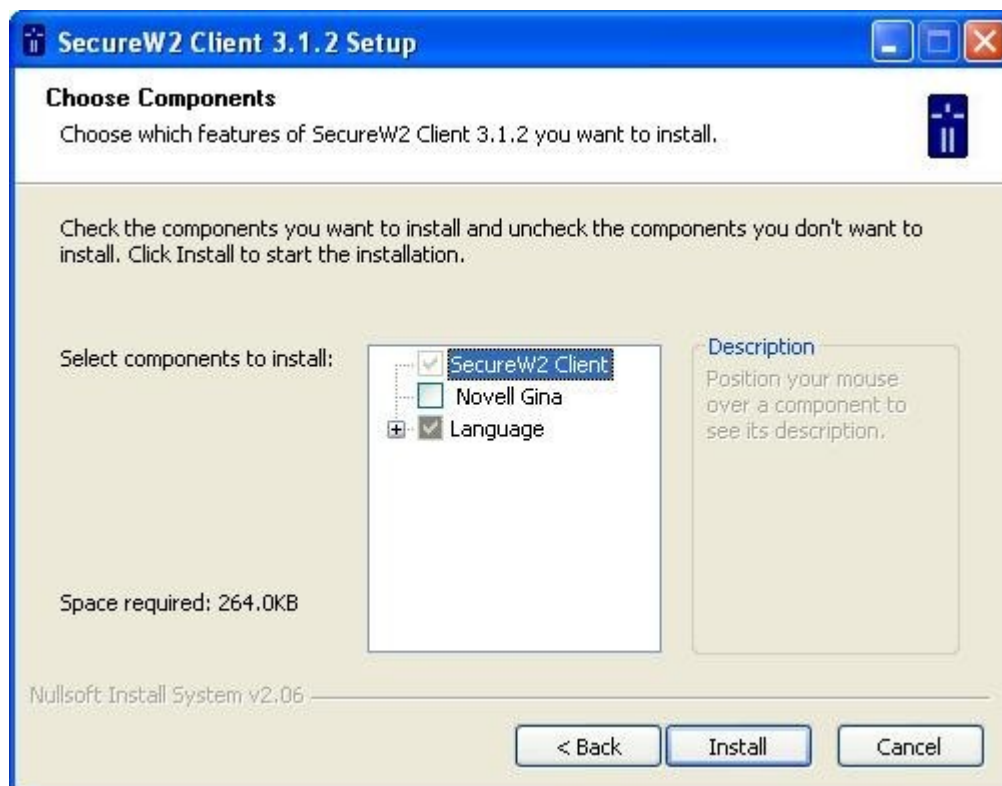 SecureW2 Client 3.1.2 Setup
Choose Components
Choose which features of SecureW2 Client 3.1.2 you want to install.
Check the components you want to install and uncheck the components you don't want to
install. Click Install to start the installation.
Select components to install:
SecureW2 Client
Novell Gina
Language
Description
Position your mouse
over a component to
see its description.
Space required: 264.0KB
Nullsoft Install System v2.06
< Back
Install
Cancel